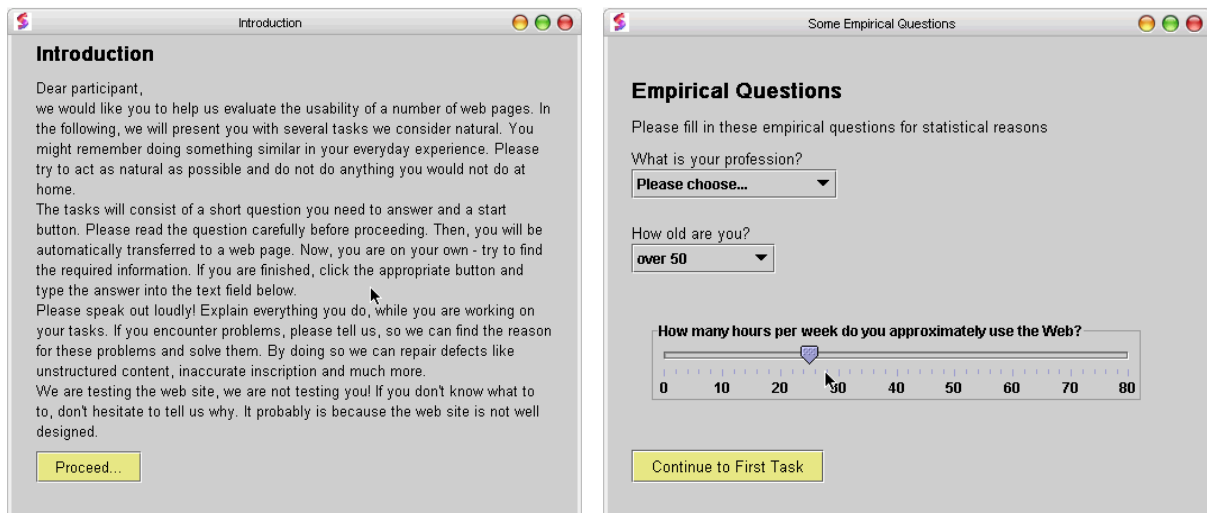 Introduction
Introduction
Dear participant,
we would like you to help us evaluate the usability of a number of web pages. In
the following, we will present you with several tasks we consider natural. You
might remember doing something similar in your everyday experience. Please
try to act as natural as possible and do not do anything you would not do at
home.
The tasks will consist of a short question you need to answer and a start
button. Please read the question carefully before proceeding. Then, you will be
automatically transferred to a web page. Now, you are on your own - try to find
the required information. If you are finished, click the appropriate button and
type the answer into the text field below.
Please speak out loudly! Explain everything you do, while you are working on
your tasks. If you encounter problems, please tell us, so we can find the reason
for these problems and solve them. By doing so we can repair defects like
unstructured content, inaccurate inscription and much more.
We are testing the web site, we are not testing you! If you don't know what to
to, don't hesitate to tell us why. It probably is because the web site is not well
designed.
Proceed...
Some Empirical Questions
Empirical Questions
Please fill in these empirical questions for statistical reasons
What is your profession?
Please choose...
How old are you?
over 50
How many hours per week do you approximately use the Web?
0 10 20 30 40 50 60 70 80
Continue to First Task